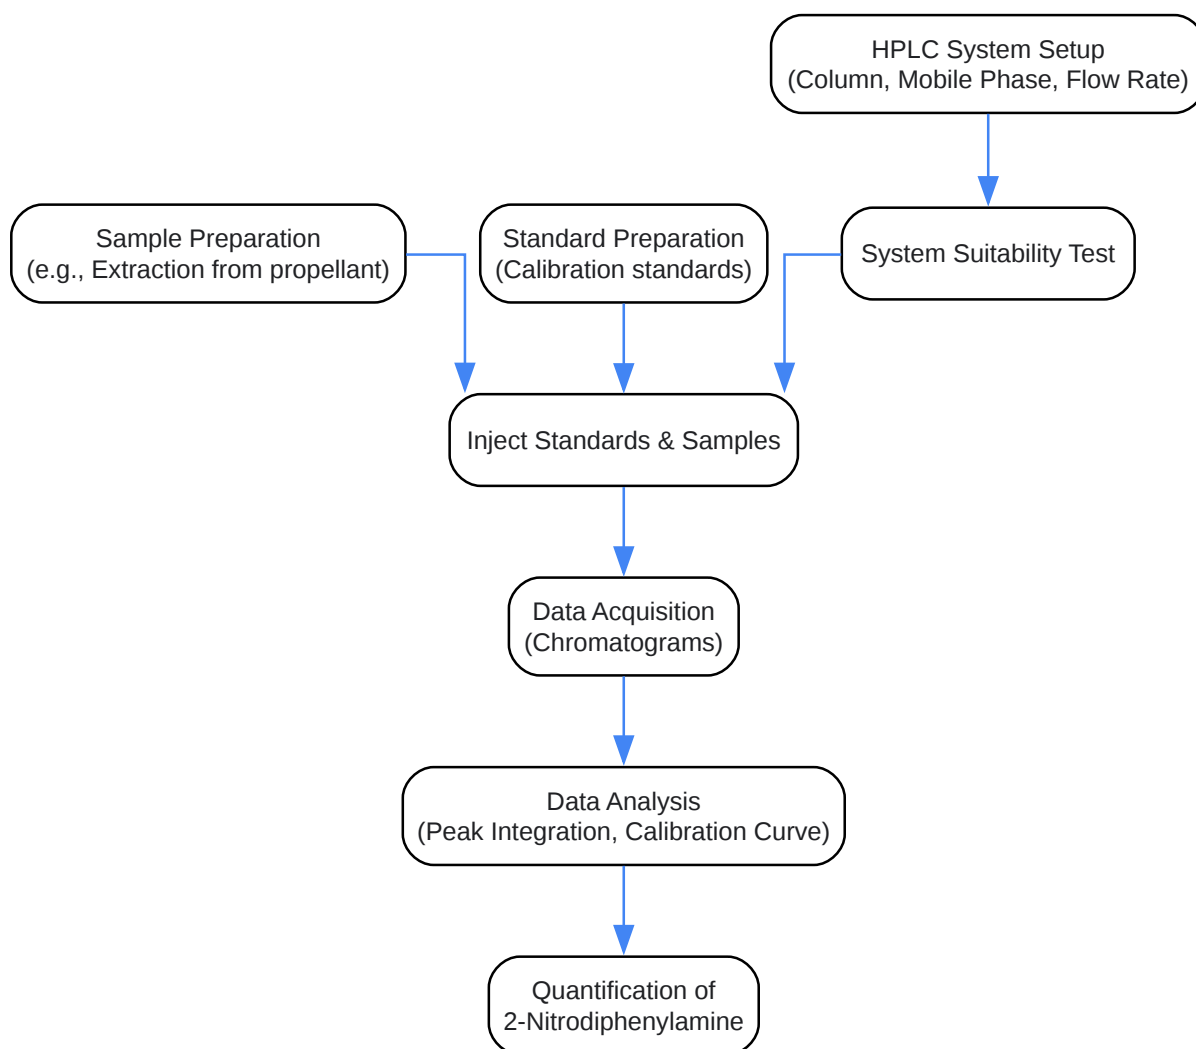 HPLC System Setup
(Column, Mobile Phase, Flow Rate)
Sample Preparation
(e.g., Extraction from propellant)
Standard Preparation
(Calibration standards)
System Suitability Test
Inject Standards & Samples
Data Acquisition
(Chromatograms)
Data Analysis
(Peak Integration, Calibration Curve)
Quantification of
2-Nitrodiphenylamine